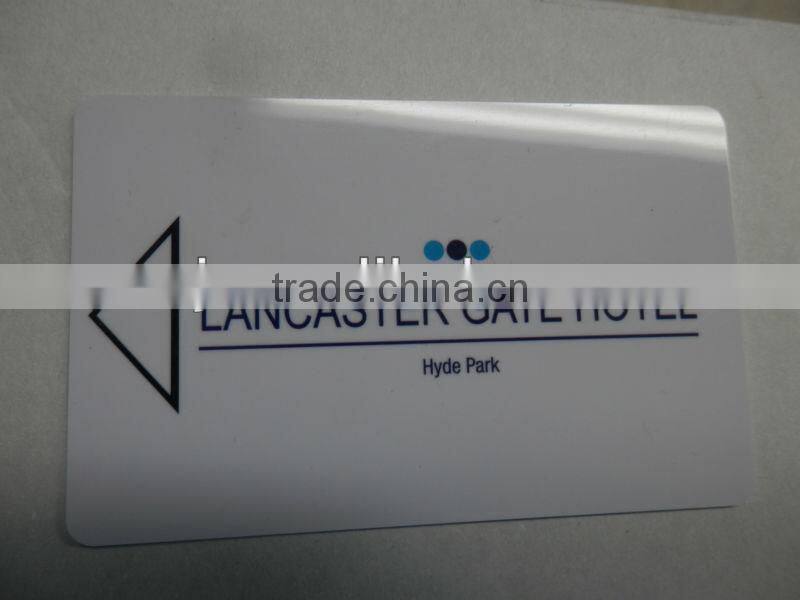 trade.china.cn
LANCASTER GATE HOTEL
Hyde Park